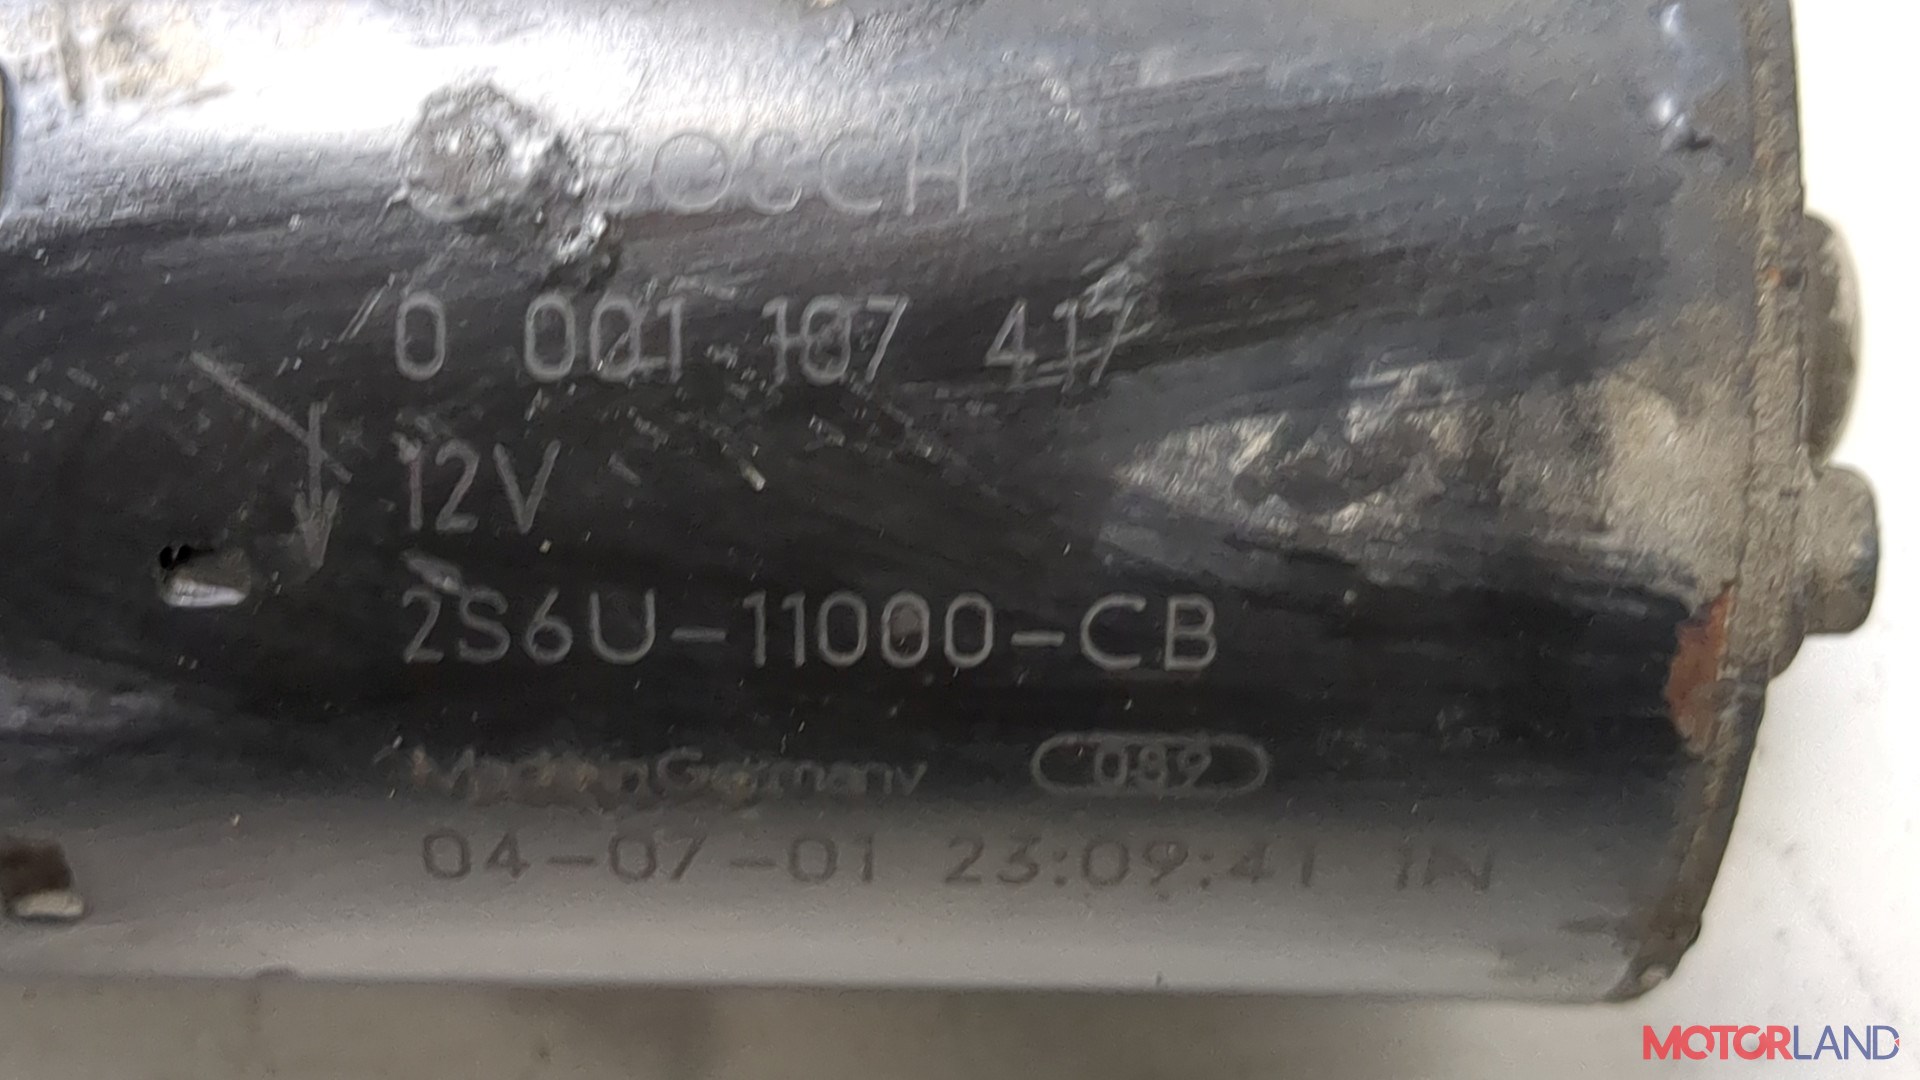 BOSCH
0 001 107 417
12V
2S6U-11000-CB
Made in Germany 089
04-07-01 23:09:41 IN
MOTORLAND